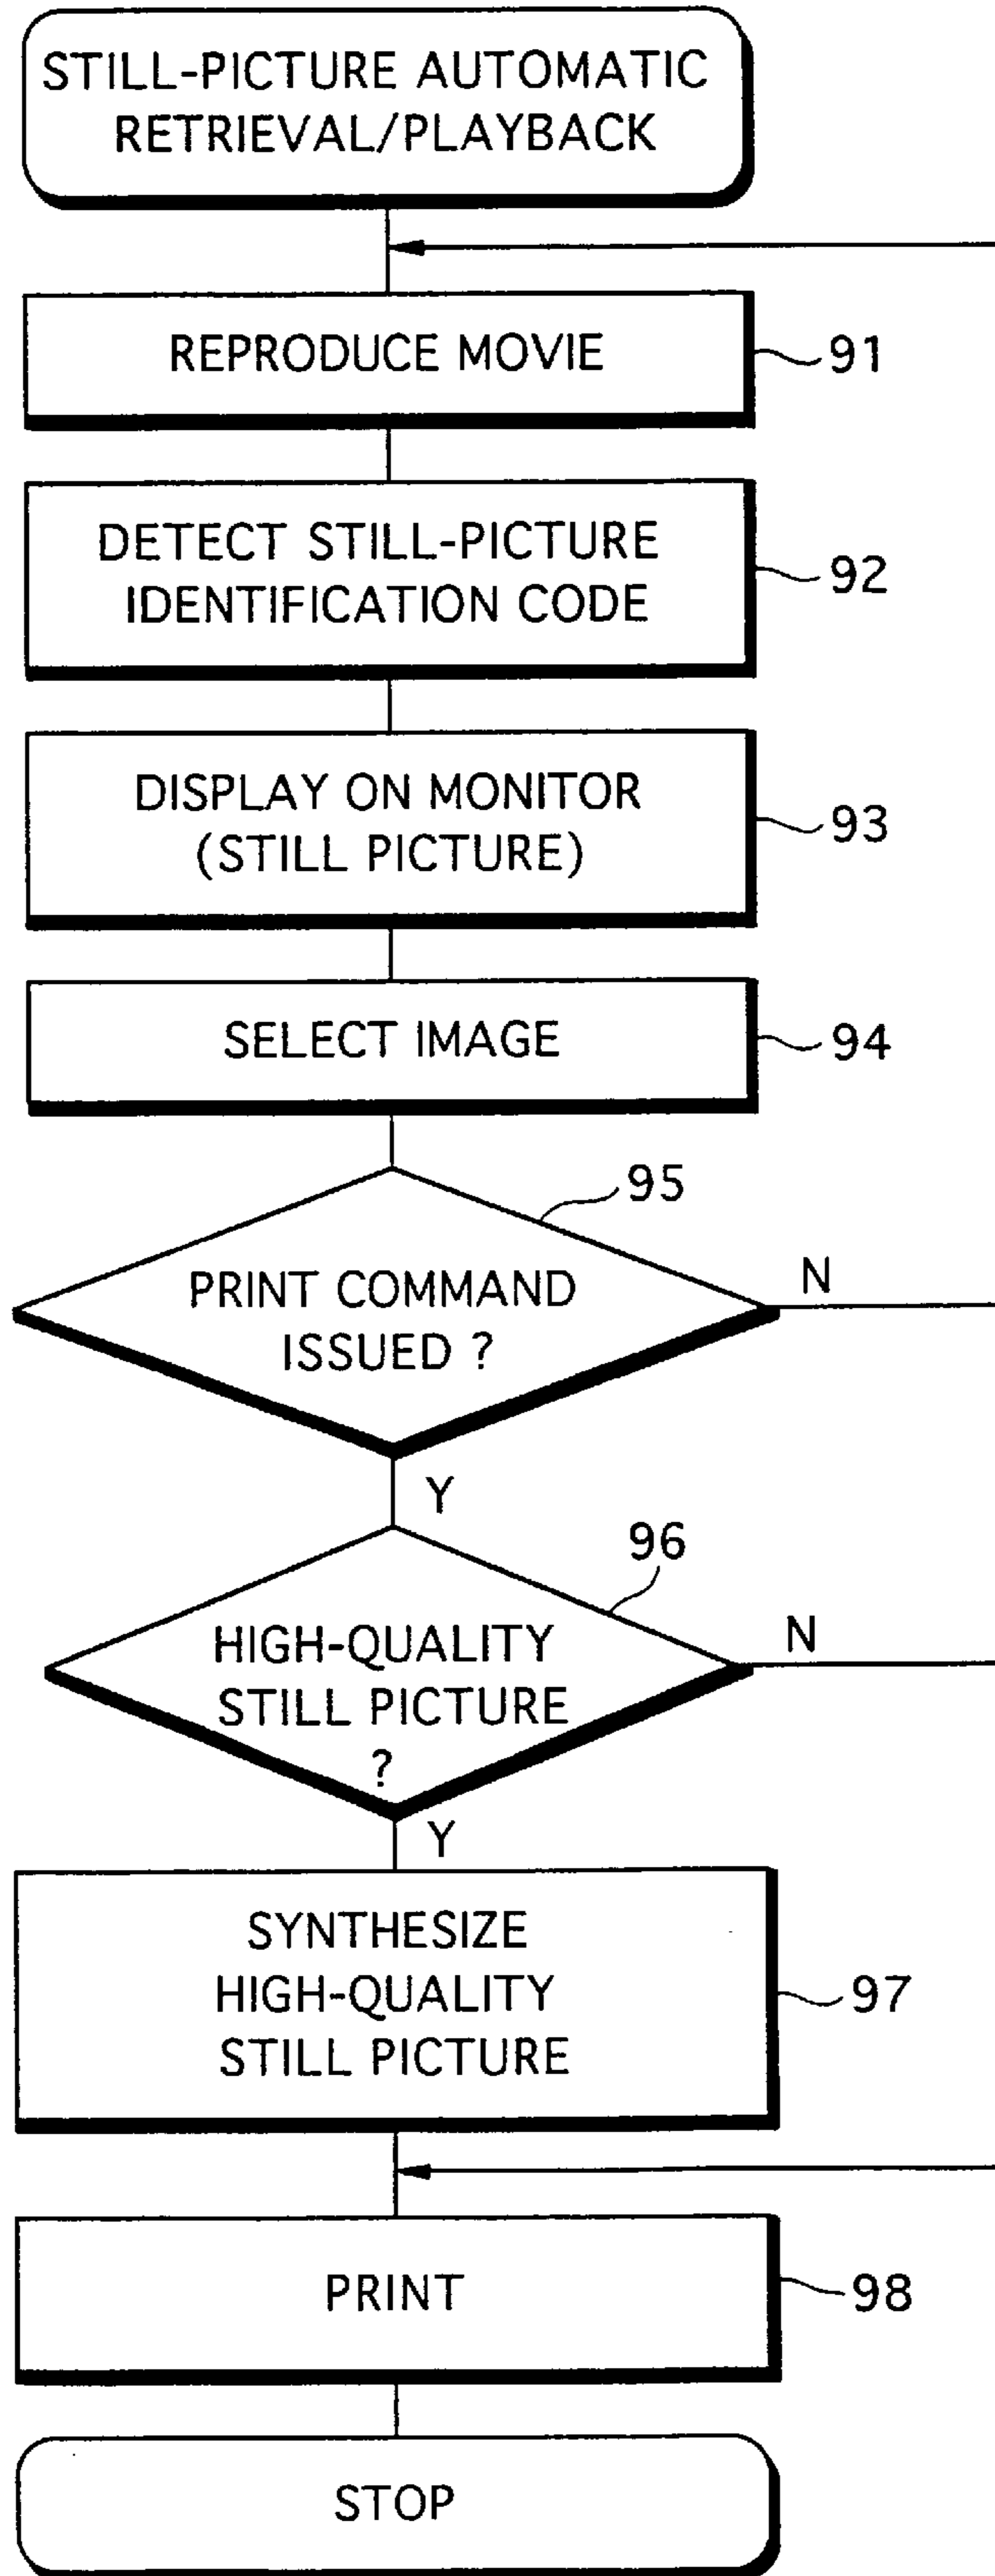 STILL-PICTURE AUTOMATIC
RETRIEVAL/PLAYBACK
REPRODUCE MOVIE
91
DETECT STILL-PICTURE
IDENTIFICATION CODE
92
DISPLAY ON MONITOR
(STILL PICTURE)
93
SELECT IMAGE
94
95
PRINT COMMAND
ISSUED ?
N
Y
96
HIGH-QUALITY
STILL PICTURE
?
N
Y
SYNTHESIZE
HIGH-QUALITY
STILL PICTURE
97
PRINT
98
STOP